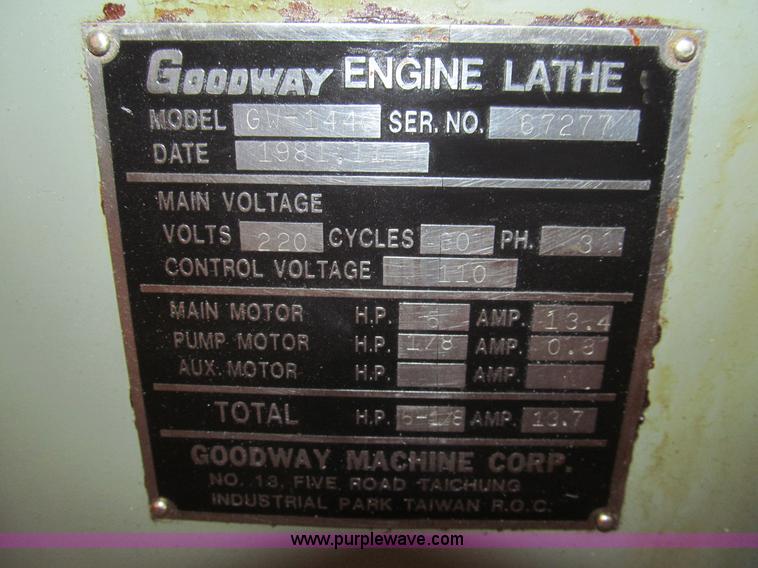 GOODWAY ENGINE LATHE
MODEL SER. NO. 67277
DATE 1981.11
MAIN VOLTAGE
VOLTS 220 CYCLES 60 PH. 3
CONTROL VOLTAGE 110
MAIN MOTOR H.P. 5 AMP. 13.4
PUMP MOTOR H.P. 1/8 AMP. 0.3
AUX. MOTOR H.P. AMP.
TOTAL H.P. 5-1/8 AMP. 13.7
GOODWAY MACHINE CORP.
NO. 13, FIVE ROAD TAICHUNG
INDUSTRIAL PARK TAIWAN R.O.C.
www.purplewave.com